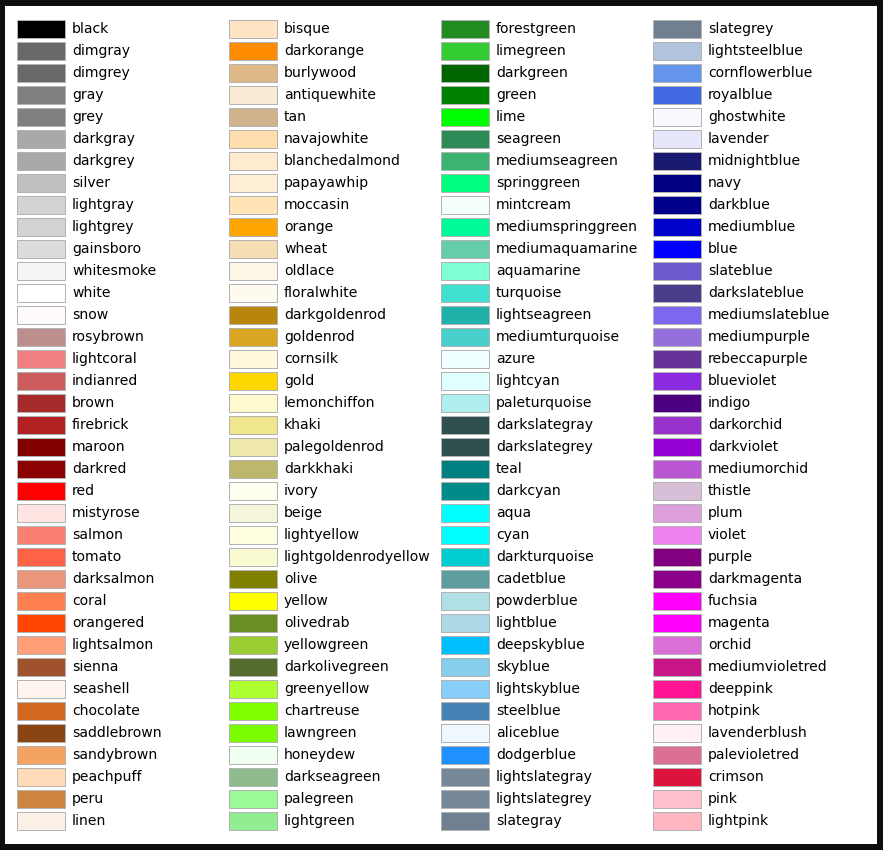 black
dimgray
dimgrey
gray
grey
darkgray
darkgrey
silver
lightgray
lightgrey
gainsboro
whitesmoke
white
snow
rosybrown
lightcoral
indianred
brown
firebrick
maroon
darkred
red
mistyrose
salmon
tomato
darksalmon
coral
orangered
lightsalmon
sienna
seashell
chocolate
saddlebrown
sandybrown
peachpuff
peru
linen
bisque
darkorange
burlywood
antiquewhite
tan
navajowhite
blanchedalmond
papayawhip
moccasin
orange
wheat
oldlace
floralwhite
darkgoldenrod
goldenrod
cornsilk
gold
lemonchiffon
khaki
palegoldenrod
darkkhaki
ivory
beige
lightyellow
lightgoldenrodyellow
olive
yellow
olivedrab
yellowgreen
darkolivegreen
greenyellow
chartreuse
lawngreen
honeydew
darkseagreen
palegreen
lightgreen
forestgreen
limegreen
darkgreen
green
lime
seagreen
mediumseagreen
springgreen
mintcream
mediumspringgreen
mediumaquamarine
aquamarine
turquoise
lightseagreen
mediumturquoise
azure
lightcyan
paleturquoise
darkslategray
darkslategrey
teal
darkcyan
aqua
cyan
darkturquoise
cadetblue
powderblue
lightblue
deepskyblue
skyblue
lightskyblue
steelblue
aliceblue
dodgerblue
lightslategray
lightslategrey
slategray
slategrey
lightsteelblue
cornflowerblue
royalblue
ghostwhite
lavender
midnightblue
navy
darkblue
mediumblue
blue
slateblue
darkslateblue
mediumslateblue
mediumpurple
rebeccapurple
blueviolet
indigo
darkorchid
darkviolet
mediumorchid
thistle
plum
violet
purple
darkmagenta
fuchsia
magenta
orchid
mediumvioletred
deeppink
hotpink
lavenderblush
palevioletred
crimson
pink
lightpink